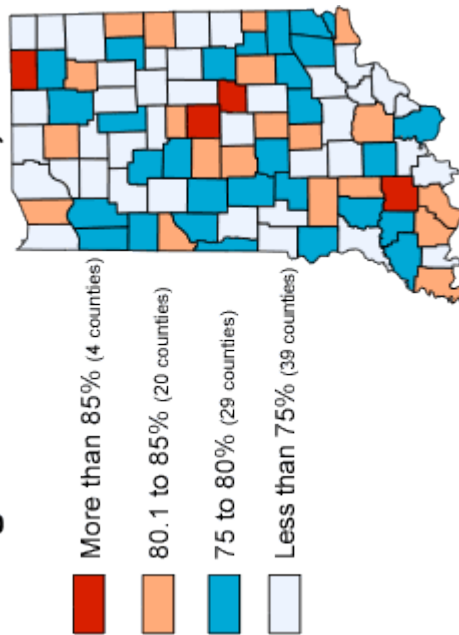 More than 85% (4 counties)
80.1 to 85% (20 counties)
75 to 80% (29 counties)
Less than 75% (39 counties)